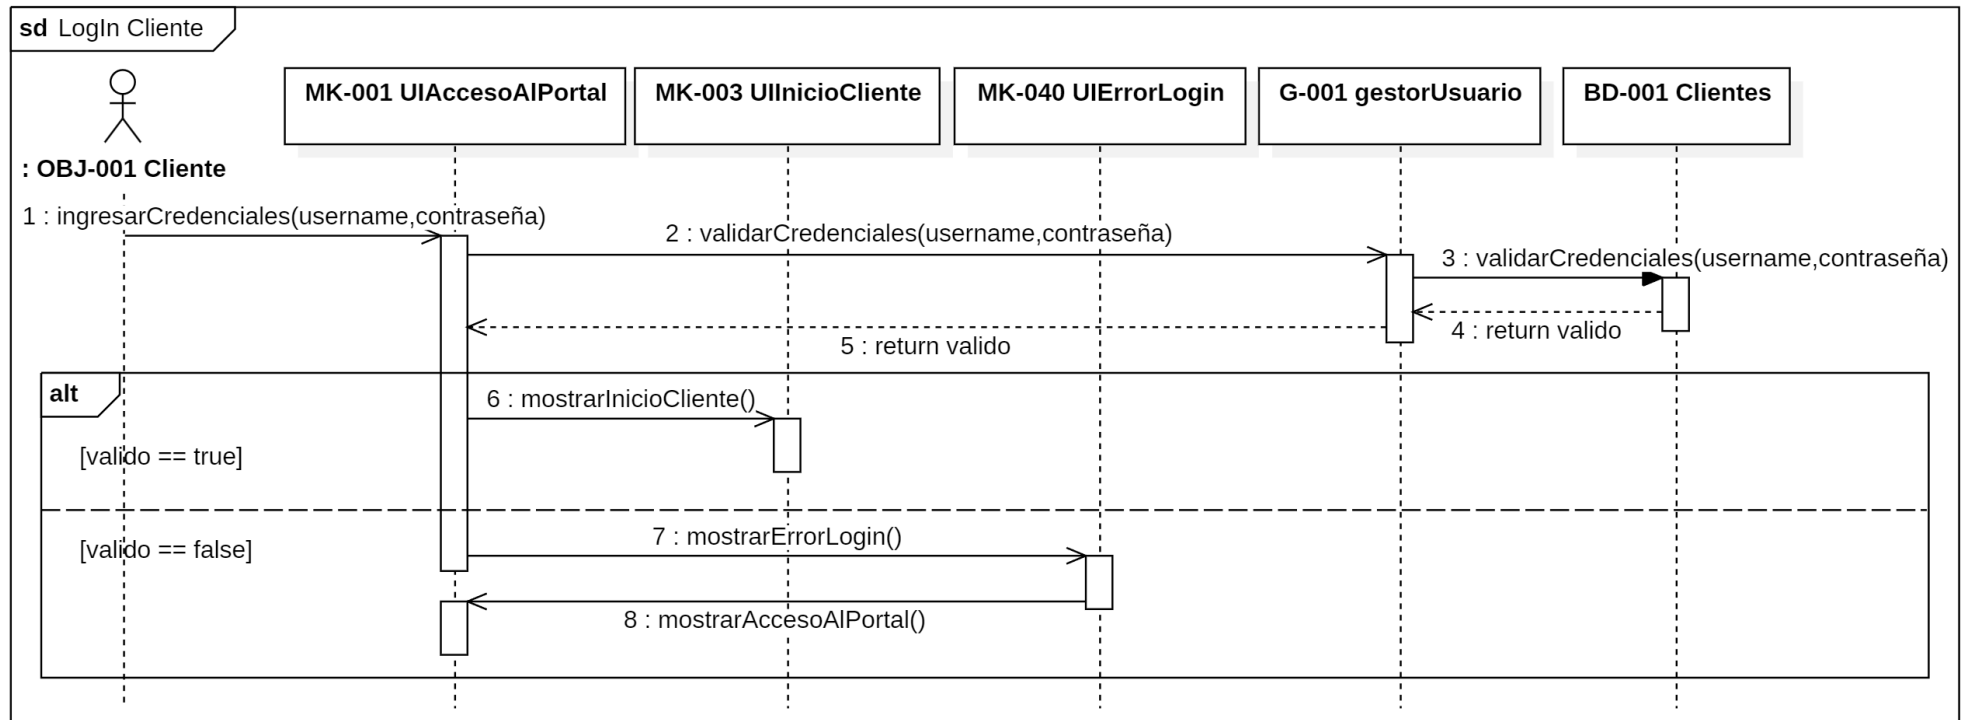 sd LogIn Cliente
MK-001 UIAccesoAlPortal
MK-003 UIInicioCliente
MK-040 UIErrorLogin
G-001 gestorUsuario
BD-001 Clientes
: OBJ-001 Cliente
1 : ingresarCredenciales(username,contraseña)
2 : validarCredenciales(username,contraseña)
3 : validarCredenciales(username,contraseña)
4 : return valido
5 : return valido
alt
6 : mostrarInicioCliente()
[valido == true]
7 : mostrarErrorLogin()
[valido == false]
8 : mostrarAccesoAlPortal()